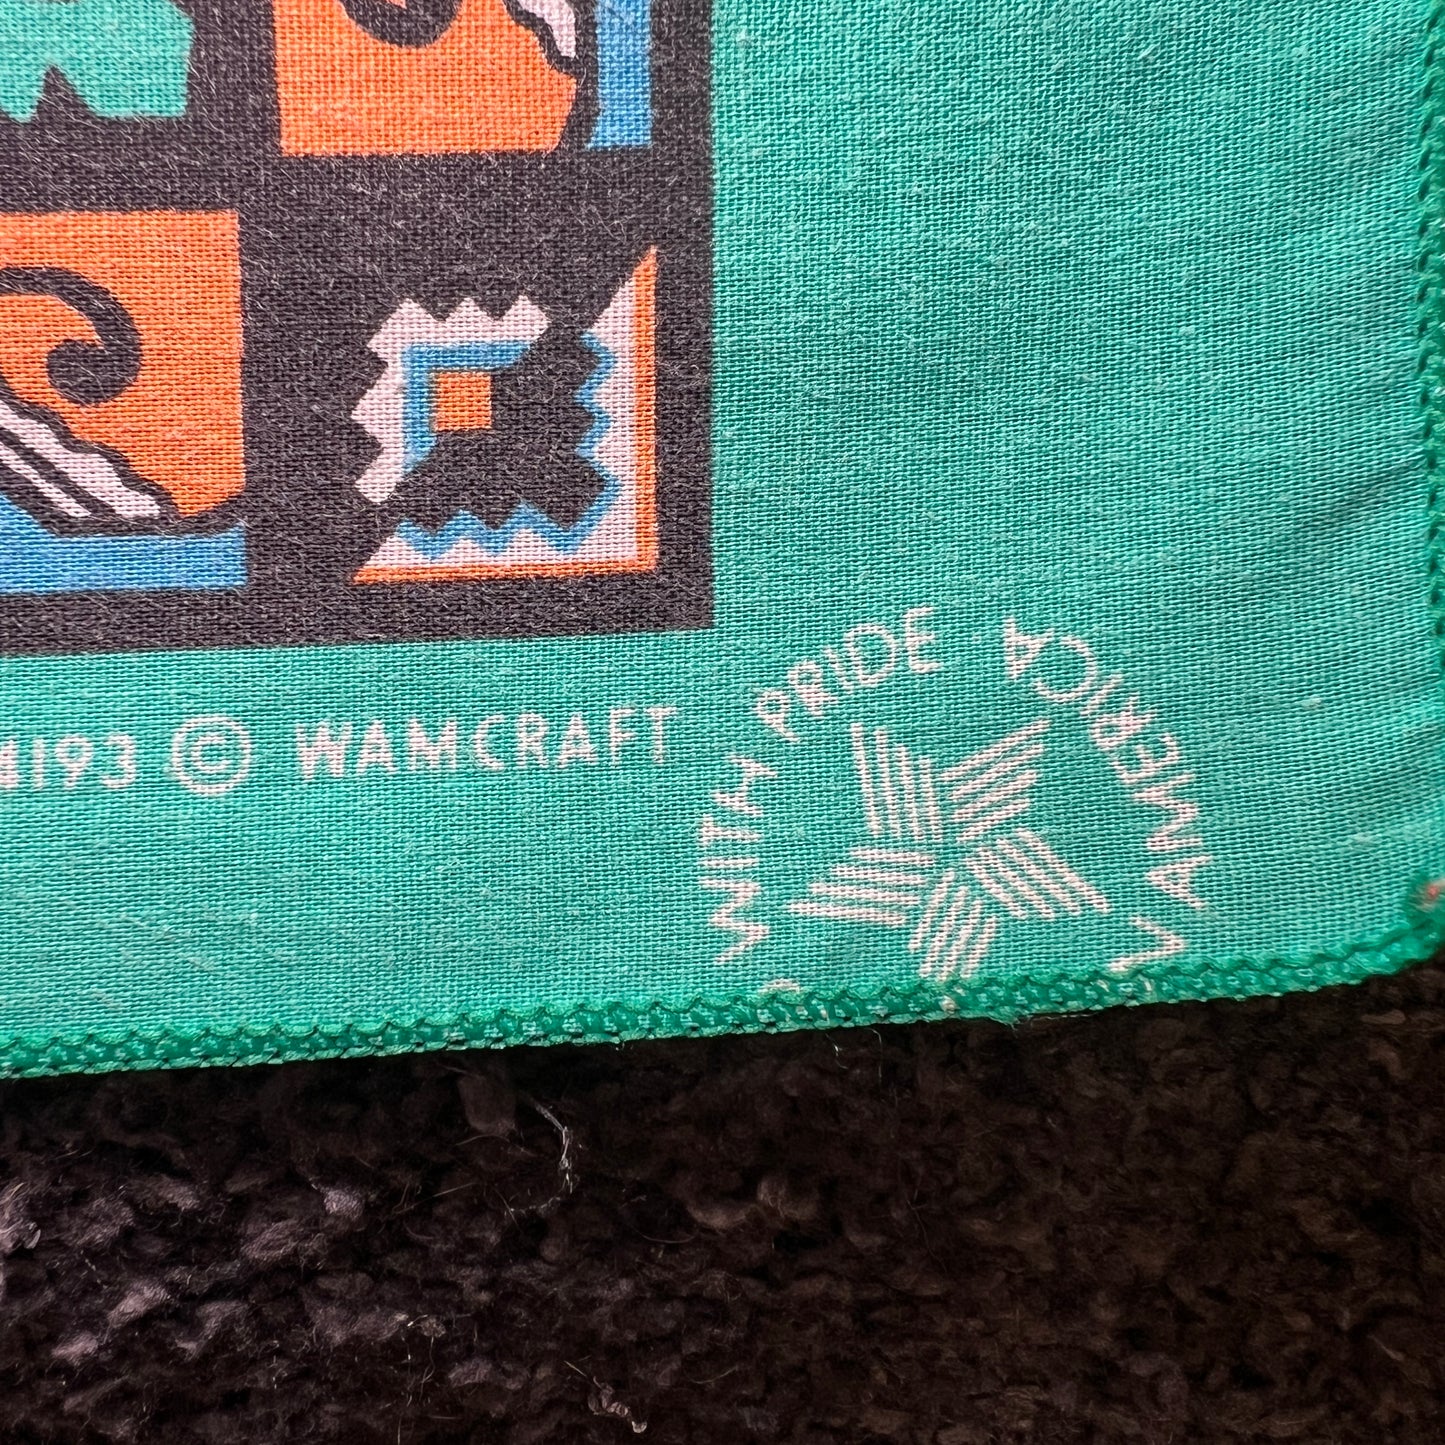 193 © WAMCRAFT
WITH PRIDE · AMERICA